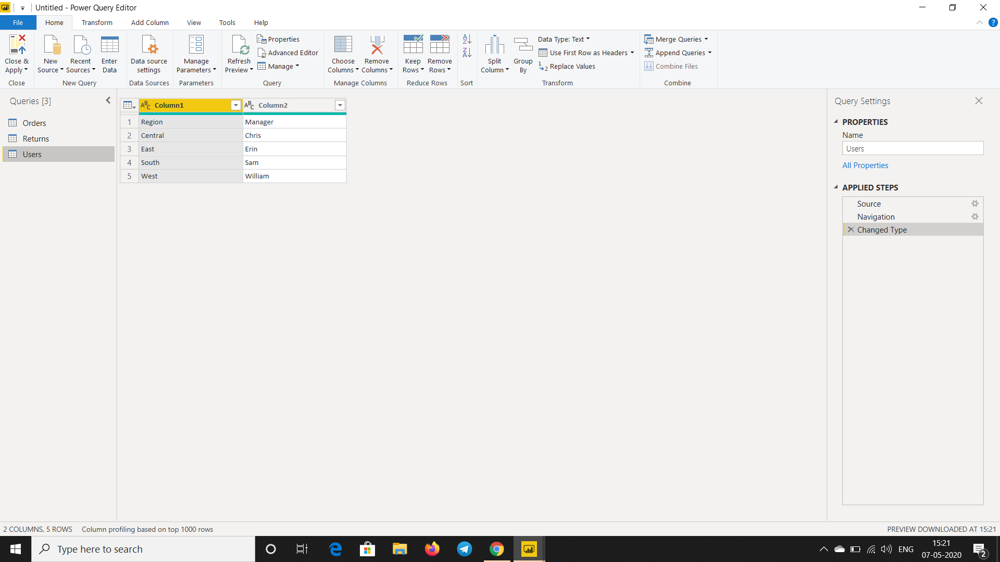 Untitled - Power Query Editor
File Home Transform Add Column View Tools Help
Close & Apply
Close
New Source
Recent Sources
Enter Data
New Query
Data source settings
Data Sources
Manage Parameters
Parameters
Refresh Preview
Properties
Advanced Editor
Manage
Query
Choose Columns
Remove Columns
Manage Columns
Keep Rows
Remove Rows
Reduce Rows
Sort
Split Column
Group By
Data Type: Text
Use First Row as Headers
Replace Values
Transform
Merge Queries
Append Queries
Combine Files
Combine
Queries [3]
Orders
Returns
Users
Column1 Column2
1 Region Manager
2 Central Chris
3 East Erin
4 South Sam
5 West William
Query Settings
PROPERTIES
Name
Users
All Properties
APPLIED STEPS
Source
Navigation
Changed Type
2 COLUMNS, 5 ROWS Column profiling based on top 1000 rows
PREVIEW DOWNLOADED AT 15:21
Type here to search
ENG
15:21
07-05-2020
2